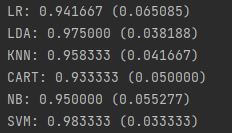 LR: 0.941667 (0.065085)
LDA: 0.975000 (0.038188)
KNN: 0.958333 (0.041667)
CART: 0.933333 (0.050000)
NB: 0.950000 (0.055277)
SVM: 0.983333 (0.033333)